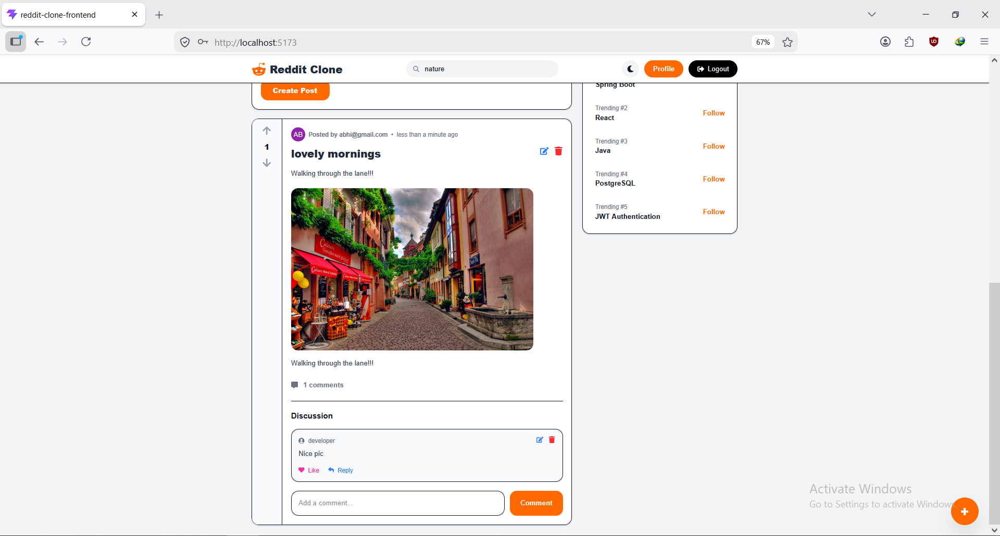 reddit-clone-frontend
http://localhost:5173
67%
Reddit Clone
nature
Profile
Logout
Create Post
Spring Boot
Trending #2
React
Follow
Trending #3
Java
Follow
Trending #4
PostgreSQL
Follow
Trending #5
JWT Authentication
Follow
1
AB
Posted by abhi@gmail.com • less than a minute ago
lovely mornings
Walking through the lane!!!
Culinara
Walking through the lane!!!
1 comments
Discussion
developer
Nice pic
Like
Reply
Add a comment...
Comment
Activate Windows
Go to Settings to activate Windows.
+